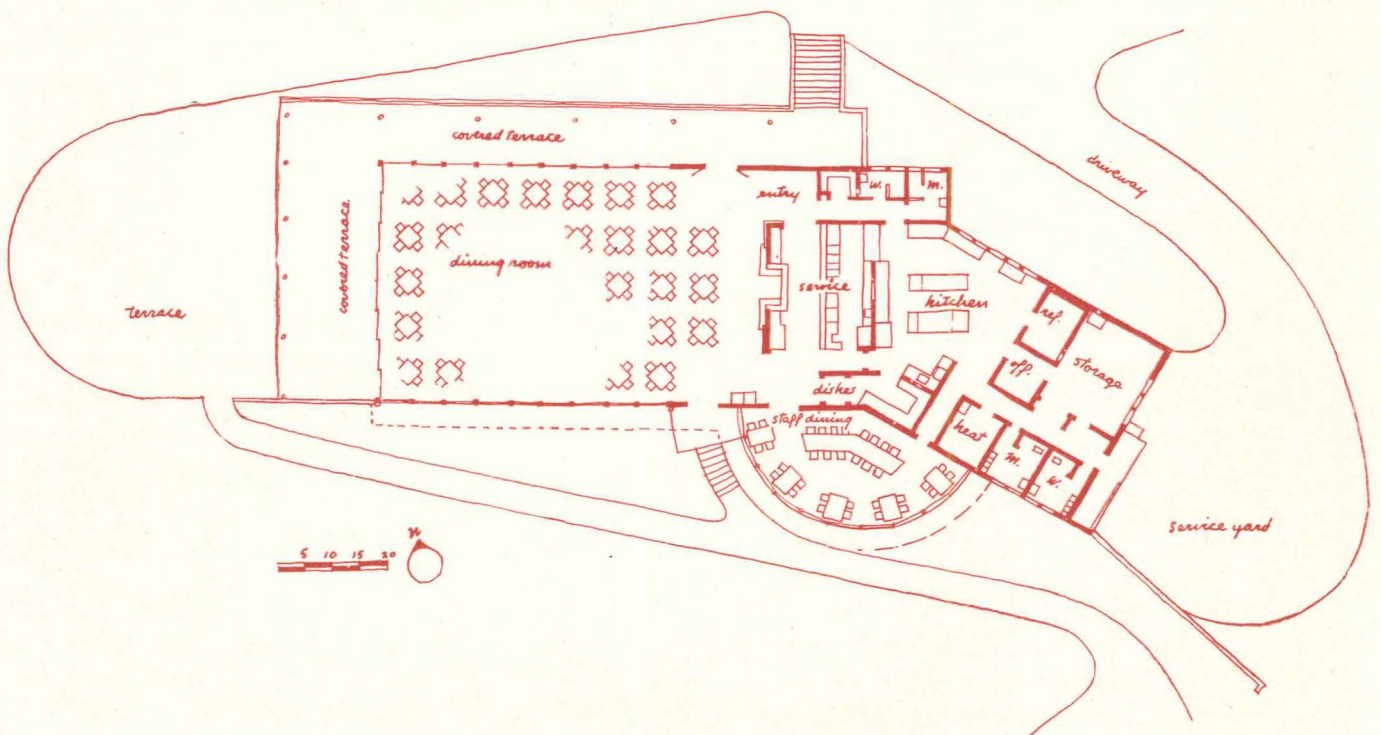 covered terrace
driveway
entry
w.
m.
covered terrace
dining room
service
kitchen
ref.
terrace
off.
storage
dishes
staff dining
heat
m.
w.
service yard
n
5 10 15 20